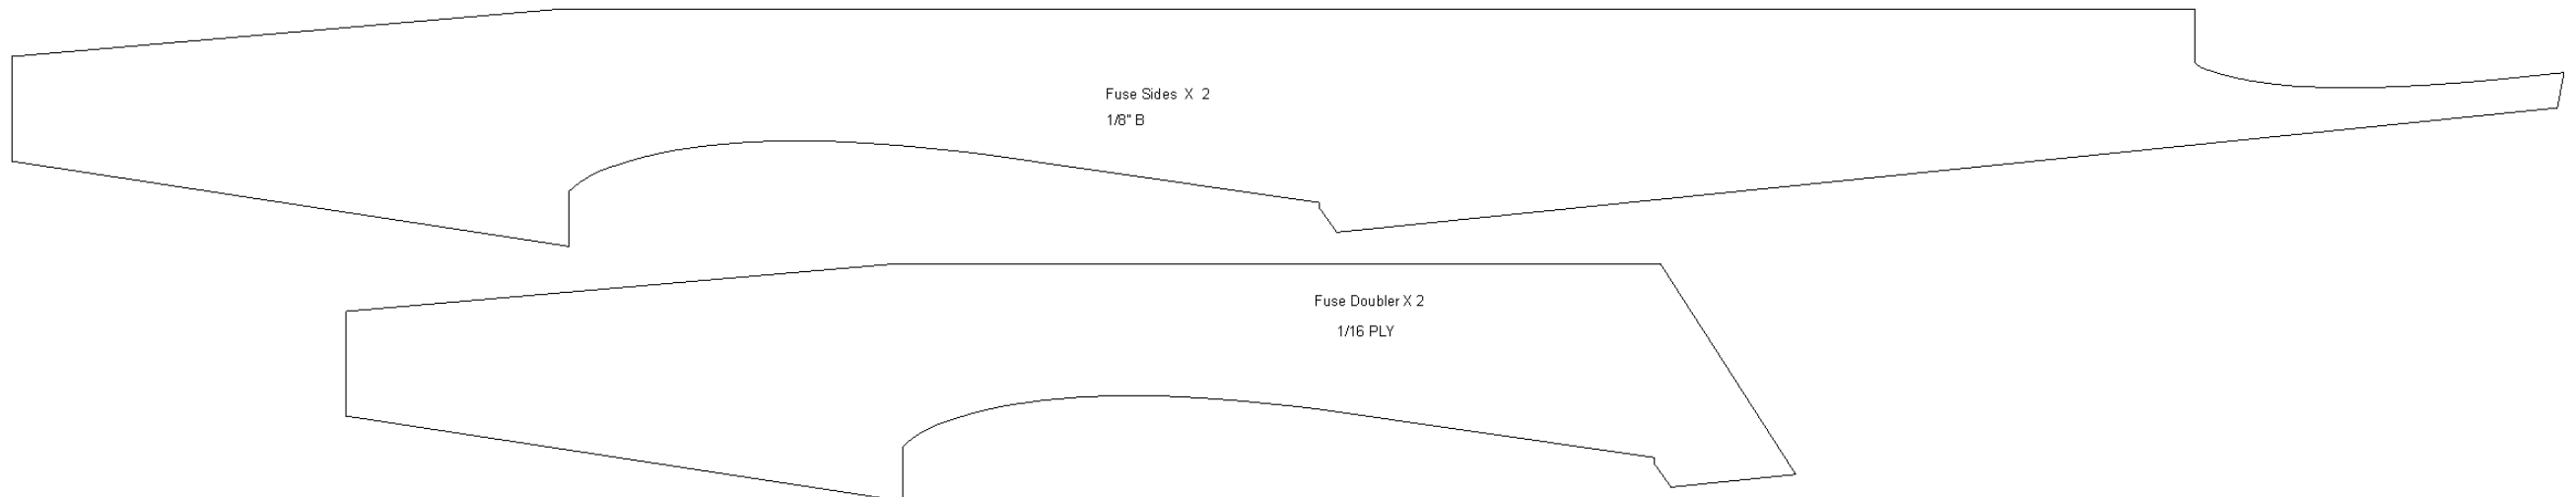 Fuse Sides X 2
1/8" B
Fuse Doubler X 2
1/16 PLY